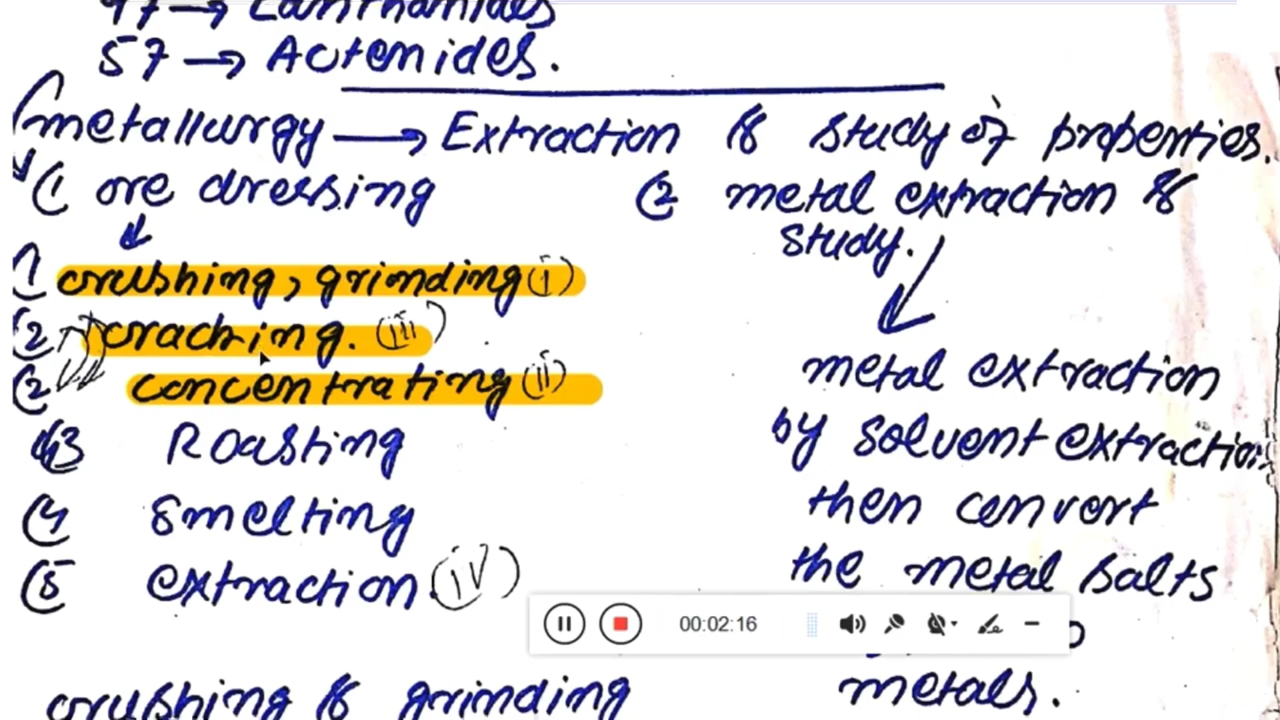 57 → Actenides.
metallurgy → Extraction & study of properties.
(1 ore dressing
(2 metal extraction & study.
1 crushing, grinding (i)
(2 craching. (iii)
(2 concentrating (ii)
3 Roasting
(4 smelting
(5 extraction. (iv)
metal extraction
by solvent extraction
then convert
the metal salts
metals.
00:02:16
crushing & grinding